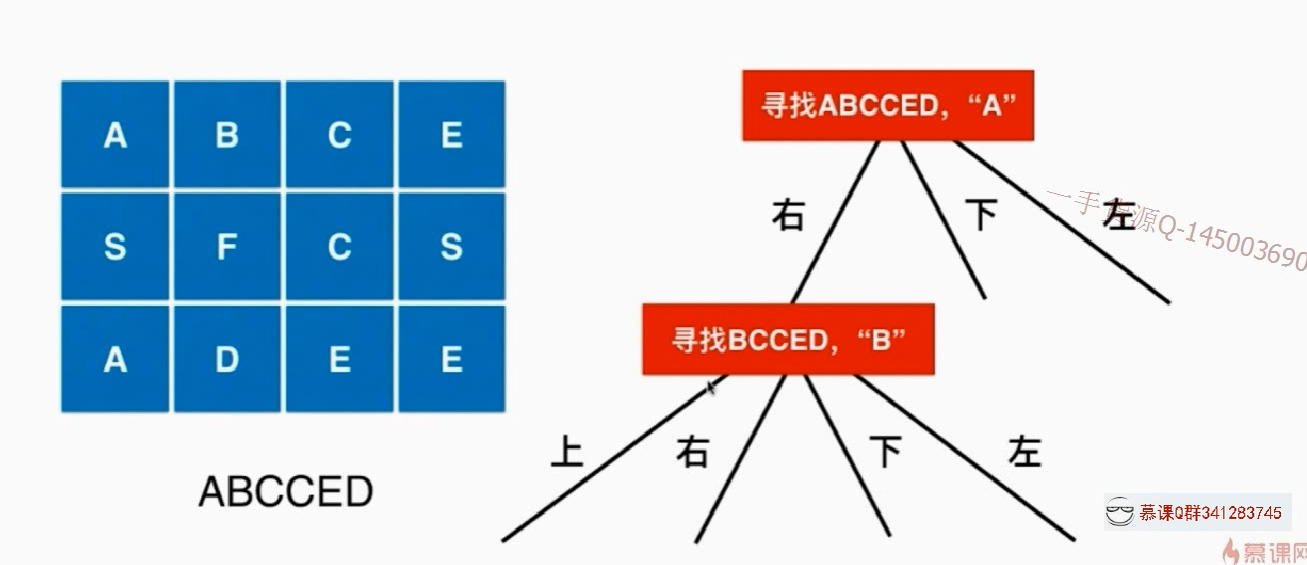 A B C E
S F C S
A D E E
ABCCED
寻找ABCCED，“A”
右 下 左
一手资源Q-145003690
寻找BCCED，“B”
上 右 下 左
慕课Q群341283745
慕课网